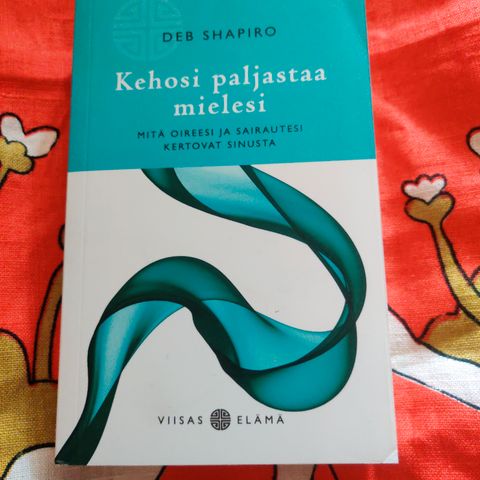 DEB SHAPIRO
Kehosi paljastaa
mielesi
MITÄ OIREESI JA SAIRAUTESI
KERTOVAT SINUSTA
VIISAS ELÄMÄ